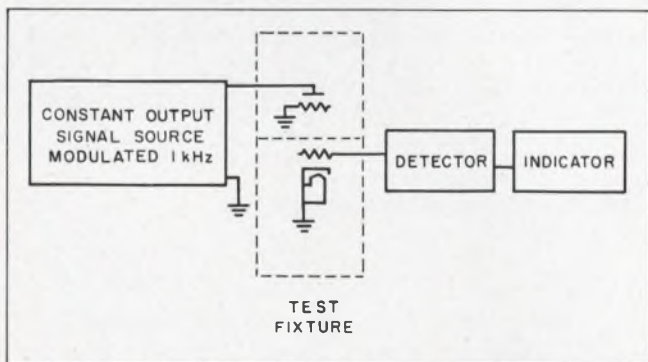 CONSTANT OUTPUT
SIGNAL SOURCE
MODULATED 1 kHz
DETECTOR
INDICATOR
TEST
FIXTURE